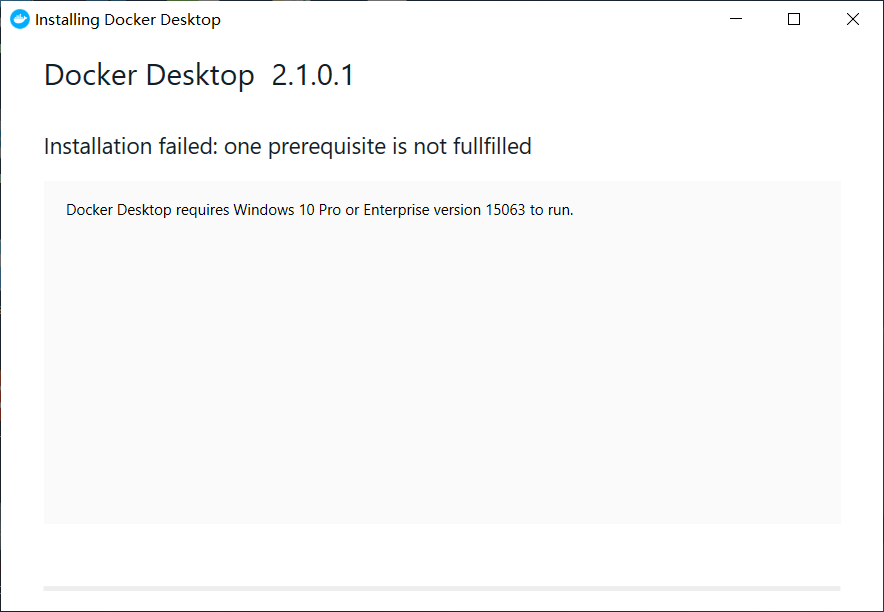 Installing Docker Desktop
Docker Desktop 2.1.0.1
Installation failed: one prerequisite is not fullfilled
Docker Desktop requires Windows 10 Pro or Enterprise version 15063 to run.